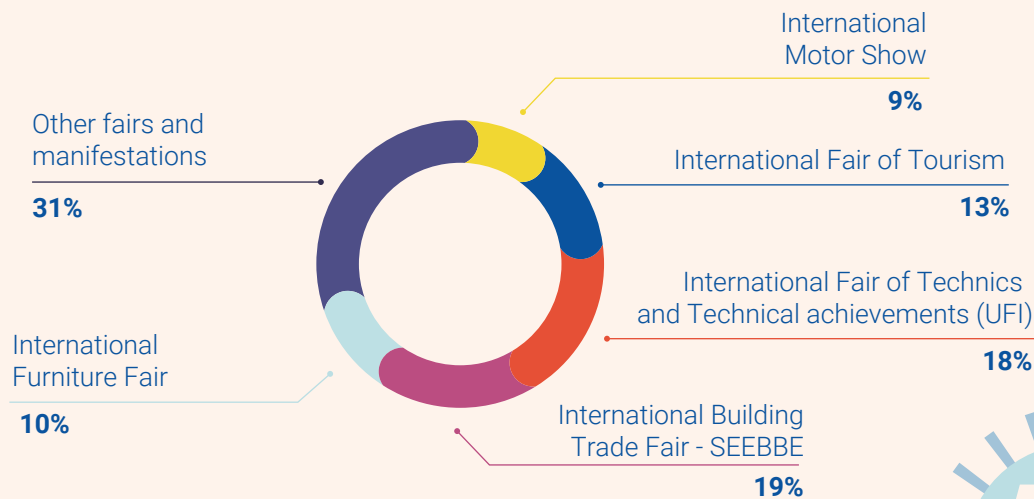 International
Motor Show
9%
Other fairs and
manifestations
31%
International Fair of Tourism
13%
International Fair of Technics
and Technical achievements (UFI)
18%
International
Furniture Fair
10%
International Building
Trade Fair - SEEBBE
19%